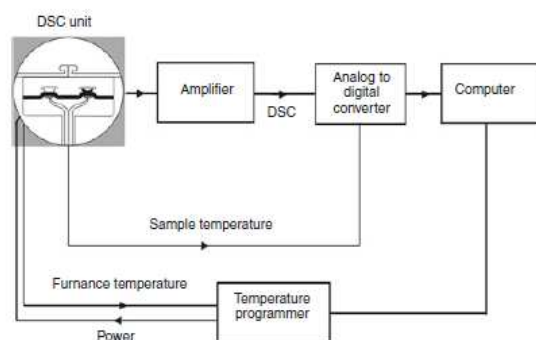 DSC unit
Amplifier
DSC
Analog to
digital
converter
Computer
Sample temperature
Furnance temperature
Power
Temperature
programmer